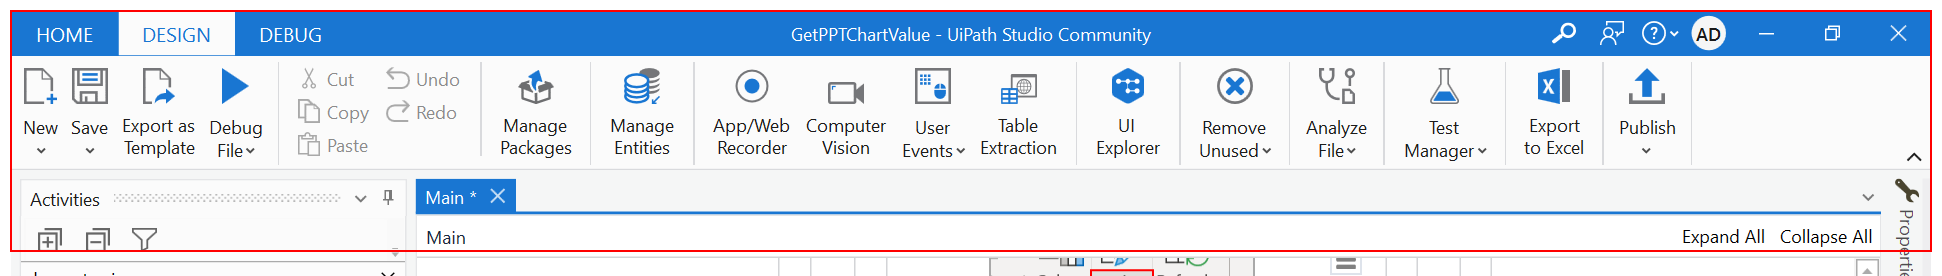 HOME DESIGN DEBUG GetPPTChartValue - UiPath Studio Community AD
New
Save
Export as
Template
Debug
File
Cut
Copy
Paste
Undo
Redo
Manage
Packages
Manage
Entities
App/Web
Recorder
Computer
Vision
User
Events
Table
Extraction
UI
Explorer
Remove
Unused
Analyze
File
Test
Manager
Export
to Excel
Publish
Activities
Main *
Main
Expand All Collapse All